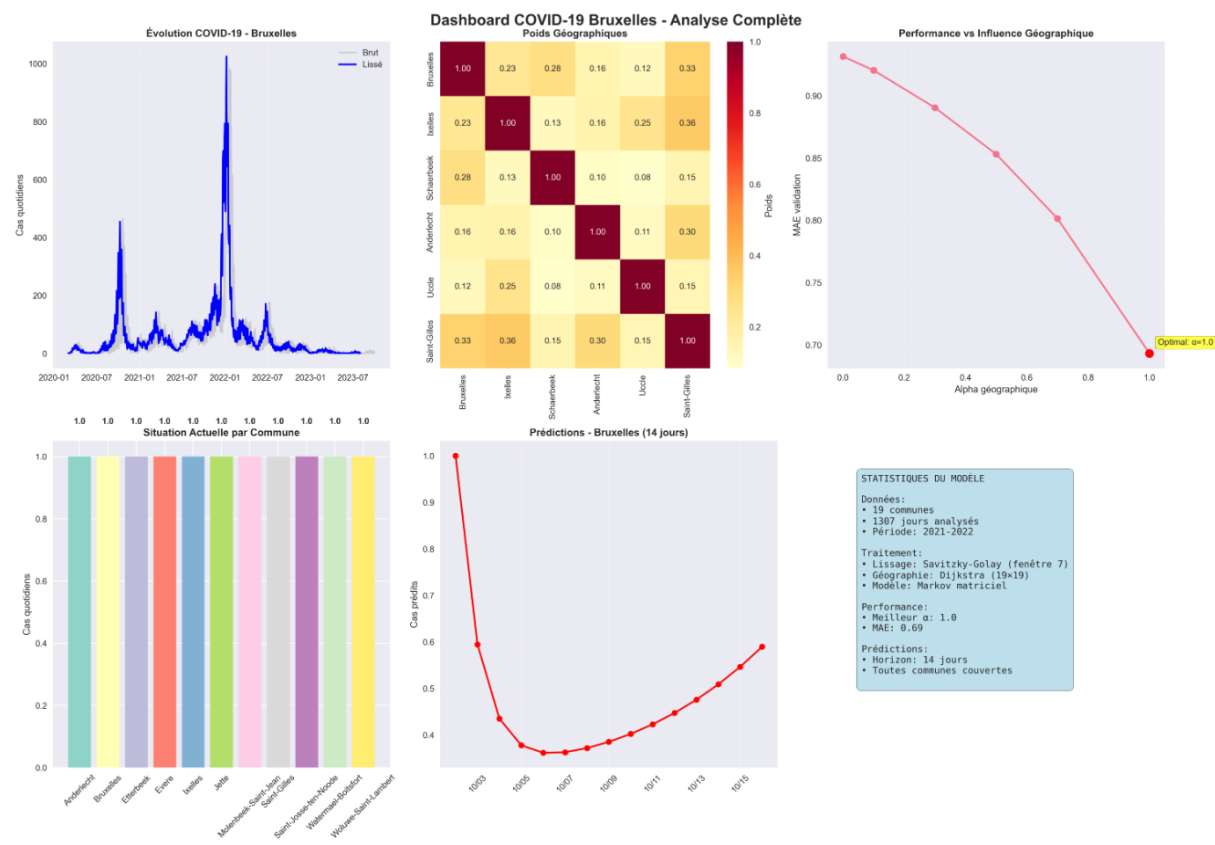 Dashboard COVID-19 Bruxelles - Analyse Complète
Évolution COVID-19 - Bruxelles
Brut
Lissé
Cas quotidiens
1000
800
600
400
200
0
2020-01 2020-07 2021-01 2021-07 2022-01 2022-07 2023-01 2023-07
Poids Géographiques
Bruxelles 1.00 0.23 0.28 0.16 0.12 0.33
Ixelles 0.23 1.00 0.13 0.16 0.25 0.36
Schaerbeek 0.28 0.13 1.00 0.10 0.08 0.15
Anderlecht 0.16 0.16 0.10 1.00 0.11 0.30
Uccle 0.12 0.25 0.08 0.11 1.00 0.15
Saint-Gilles 0.33 0.36 0.15 0.30 0.15 1.00
Bruxelles Ixelles Schaerbeek Anderlecht Uccle Saint-Gilles
1.0
0.8
0.6
0.4
0.2
Poids
Performance vs Influence Géographique
MAE validation
0.90
0.85
0.80
0.75
0.70
Optimal: α=1.0
0.0 0.2 0.4 0.6 0.8 1.0
Alpha géographique
1.0 1.0 1.0 1.0 1.0 1.0 1.0 1.0 1.0 1.0 1.0
Situation Actuelle par Commune
Cas quotidiens
1.0
0.8
0.6
0.4
0.2
0.0
Anderlecht
Bruxelles
Etterbeek
Evere
Ixelles
Jette
Molenbeek-Saint-Jean
Saint-Gilles
Saint-Josse-ten-Noode
Watermael-Boitsfort
Woluwe-Saint-Lambert
Prédictions - Bruxelles (14 jours)
Cas prédits
1.0
0.9
0.8
0.7
0.6
0.5
0.4
10/03 10/05 10/07 10/09 10/11 10/13 10/15
STATISTIQUES DU MODÈLE
Données:
• 19 communes
• 1307 jours analysés
• Période: 2021-2022
Traitement:
• Lissage: Savitzky-Golay (fenêtre 7)
• Géographie: Dijkstra (19×19)
• Modèle: Markov matriciel
Performance:
• Meilleur α: 1.0
• MAE: 0.69
Prédictions:
• Horizon: 14 jours
• Toutes communes couvertes